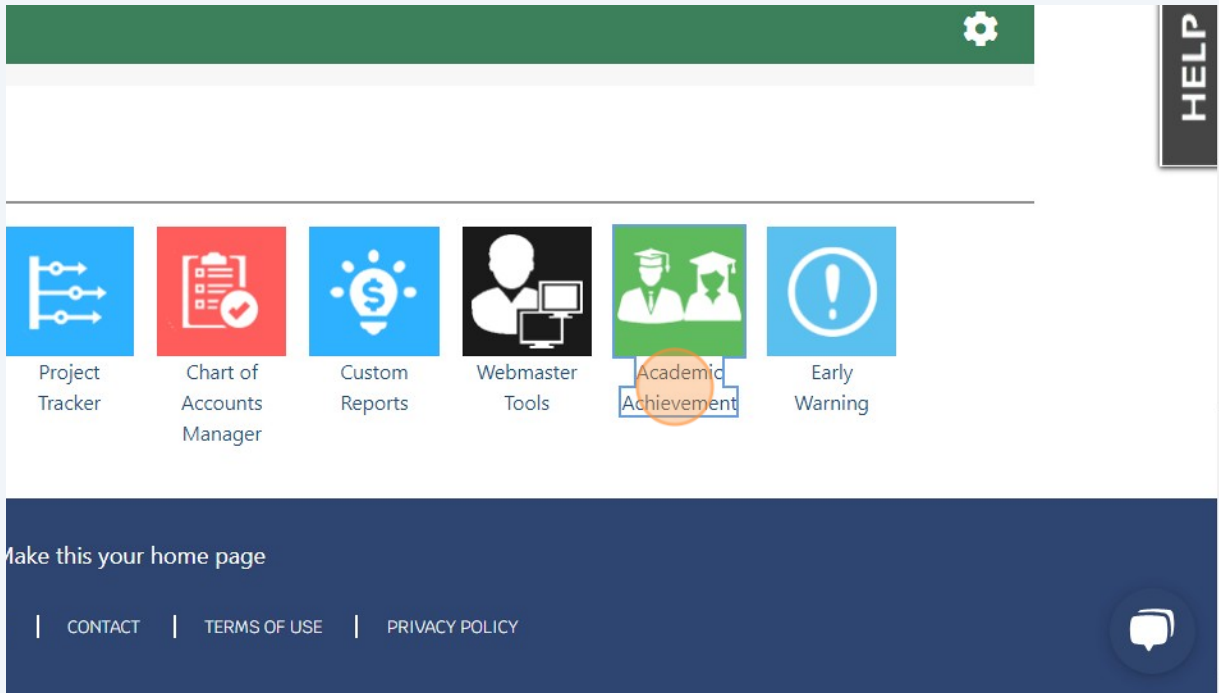 HELP
Project
Tracker
Chart of
Accounts
Manager
Custom
Reports
Webmaster
Tools
Academic
Achievement
Early
Warning
Make this your home page
CONTACT | TERMS OF USE | PRIVACY POLICY